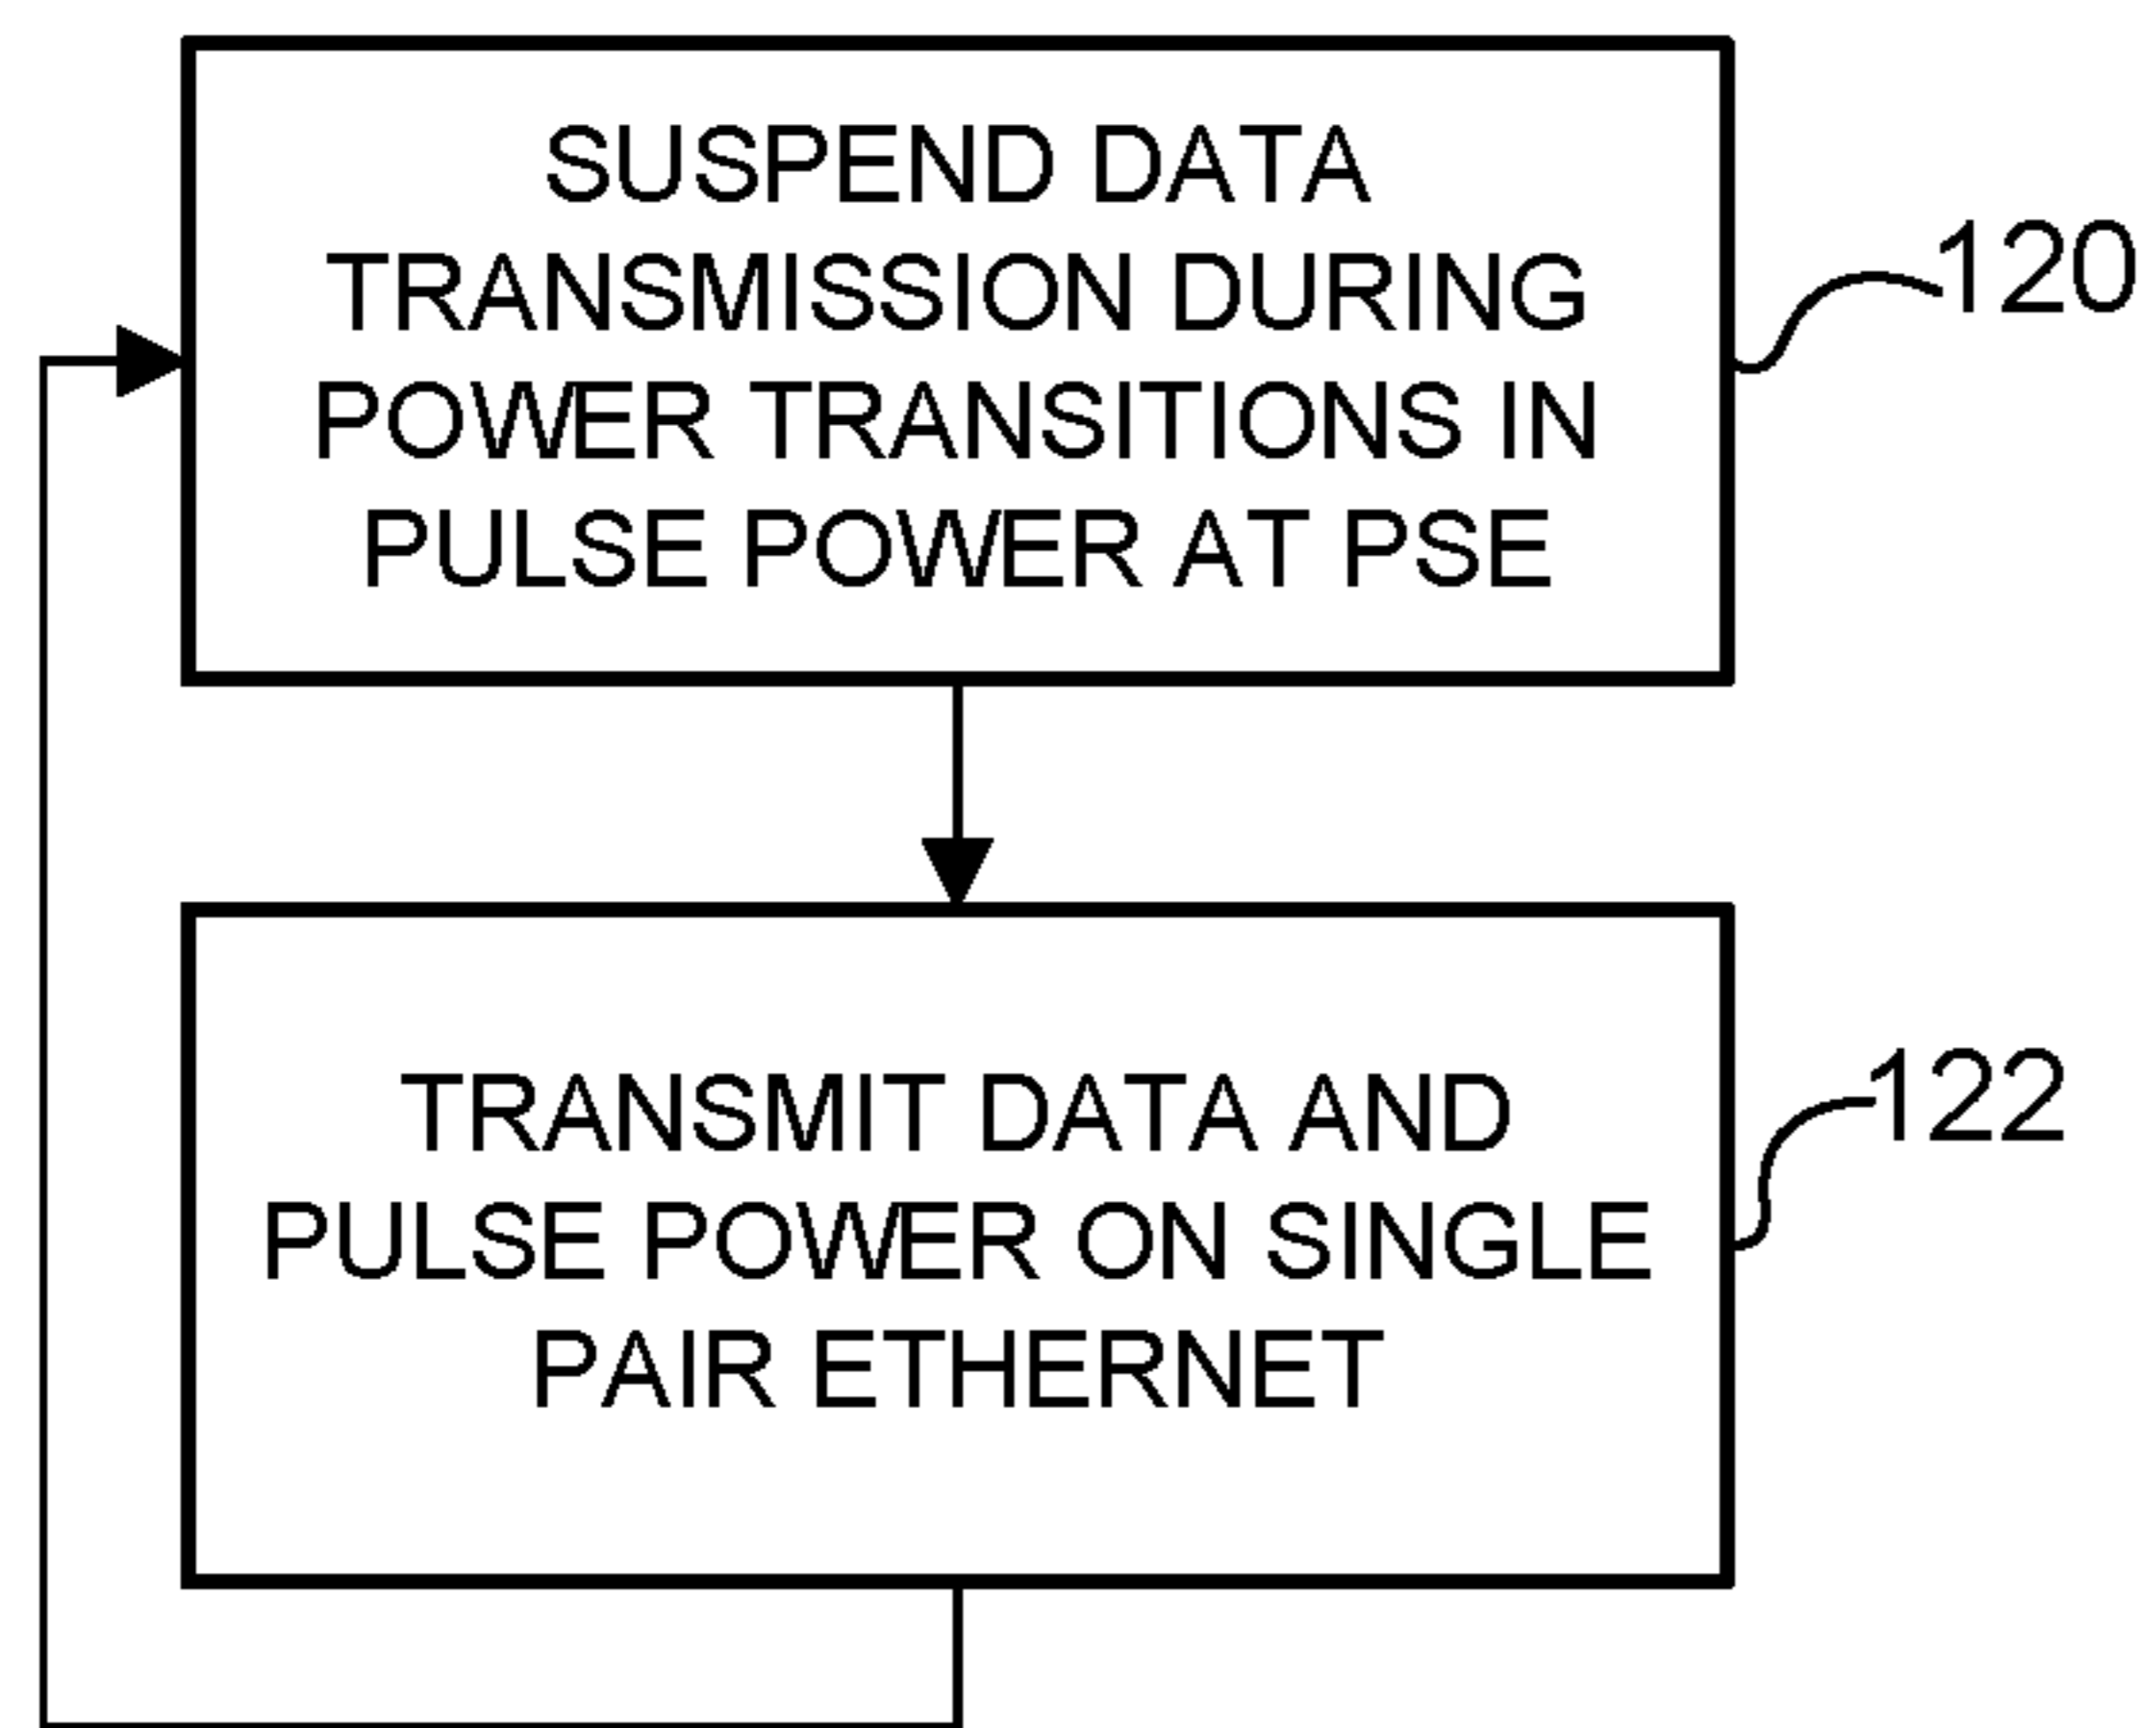 SUSPEND DATA
TRANSMISSION DURING
POWER TRANSITIONS IN
PULSE POWER AT PSE
120
TRANSMIT DATA AND
PULSE POWER ON SINGLE
PAIR ETHERNET
122